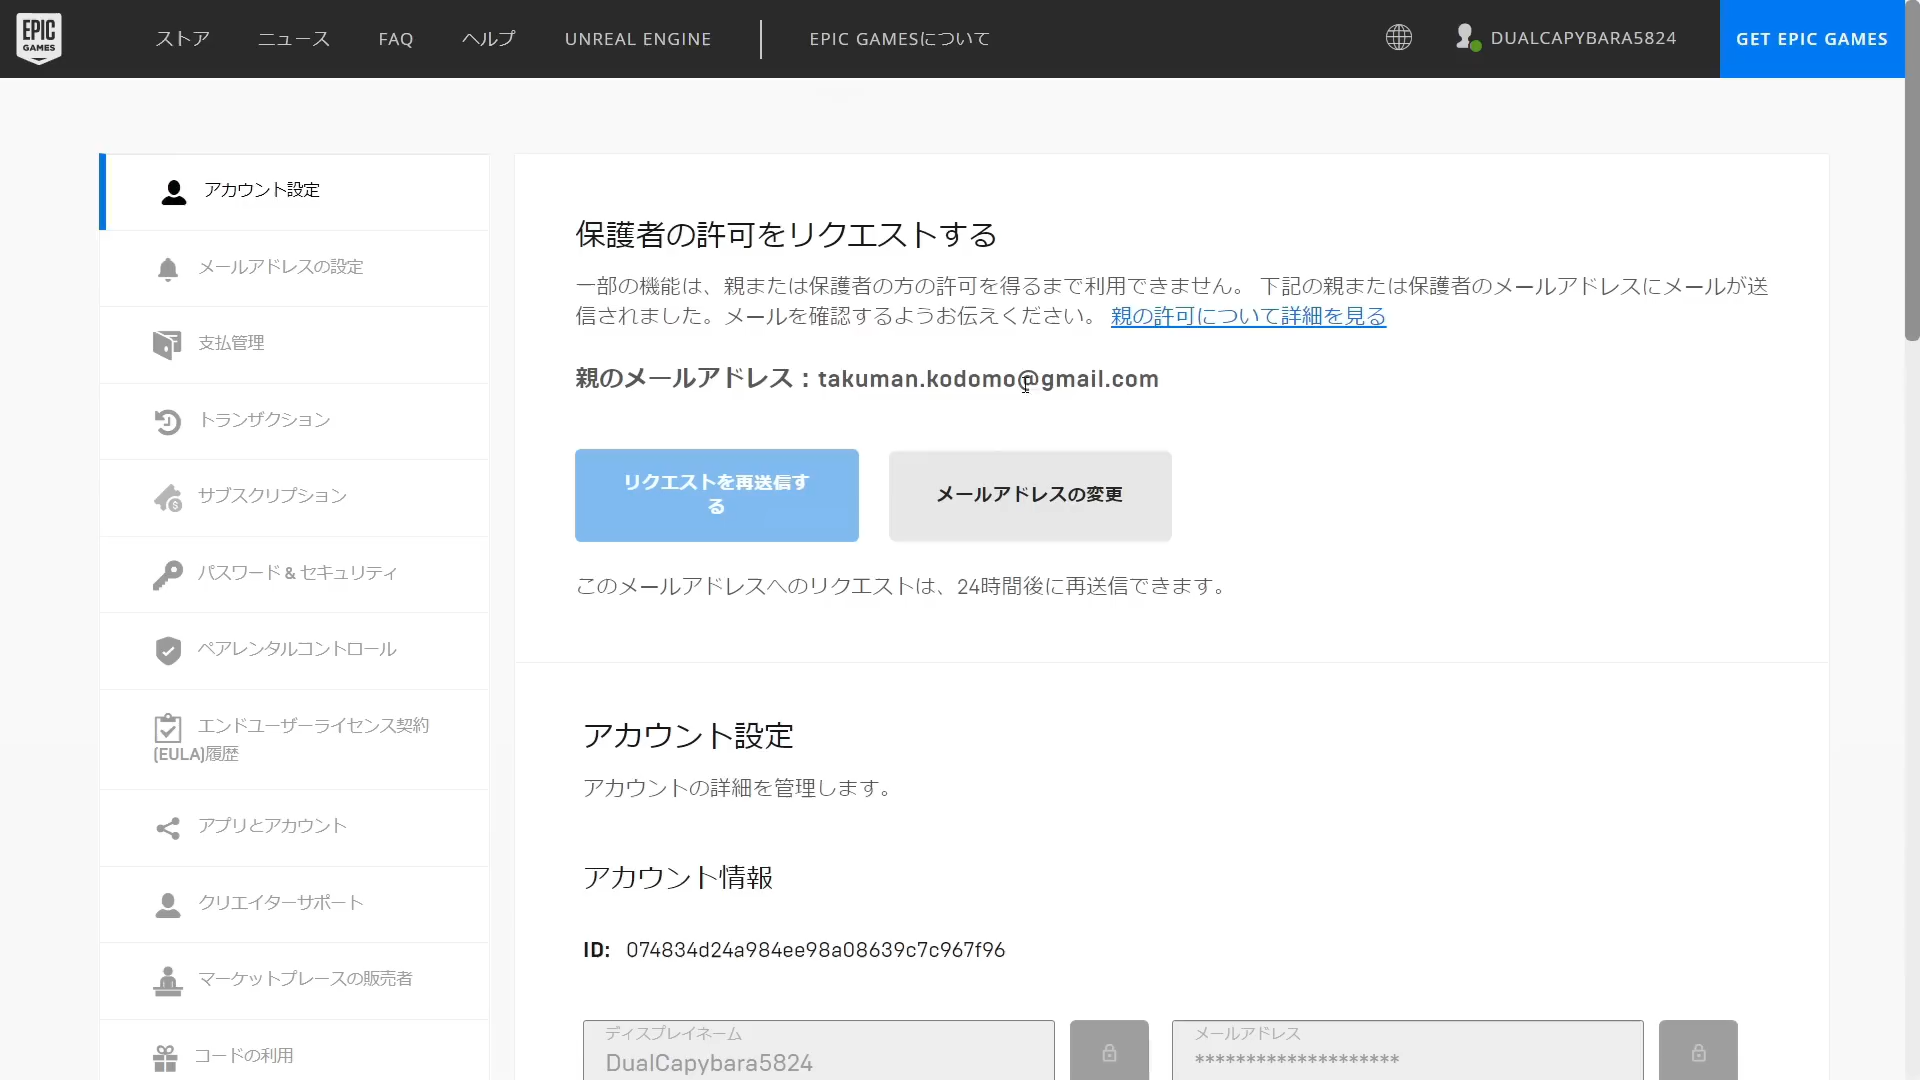 EPIC
GAMES
ストア
ニュース
FAQ
ヘルプ
UNREAL ENGINE
EPIC GAMESについて
DUALCAPYBARA5824
GET EPIC GAMES
アカウント設定
メールアドレスの設定
支払管理
トランザクション
サブスクリプション
パスワード & セキュリティ
ペアレンタルコントロール
エンドユーザーライセンス契約
(EULA)履歴
アプリとアカウント
クリエイターサポート
マーケットプレースの販売者
コードの利用
保護者の許可をリクエストする
一部の機能は、親または保護者の方の許可を得るまで利用できません。 下記の親または保護者のメールアドレスにメールが送
信されました。メールを確認するようお伝えください。 親の許可について詳細を見る
親のメールアドレス：takuman.kodomo@gmail.com
リクエストを再送信す
る
メールアドレスの変更
このメールアドレスへのリクエストは、24時間後に再送信できます。
アカウント設定
アカウントの詳細を管理します。
アカウント情報
ID: 074834d24a984ee98a08639c7c967f96
ディスプレイネーム
DualCapybara5824
メールアドレス
********************